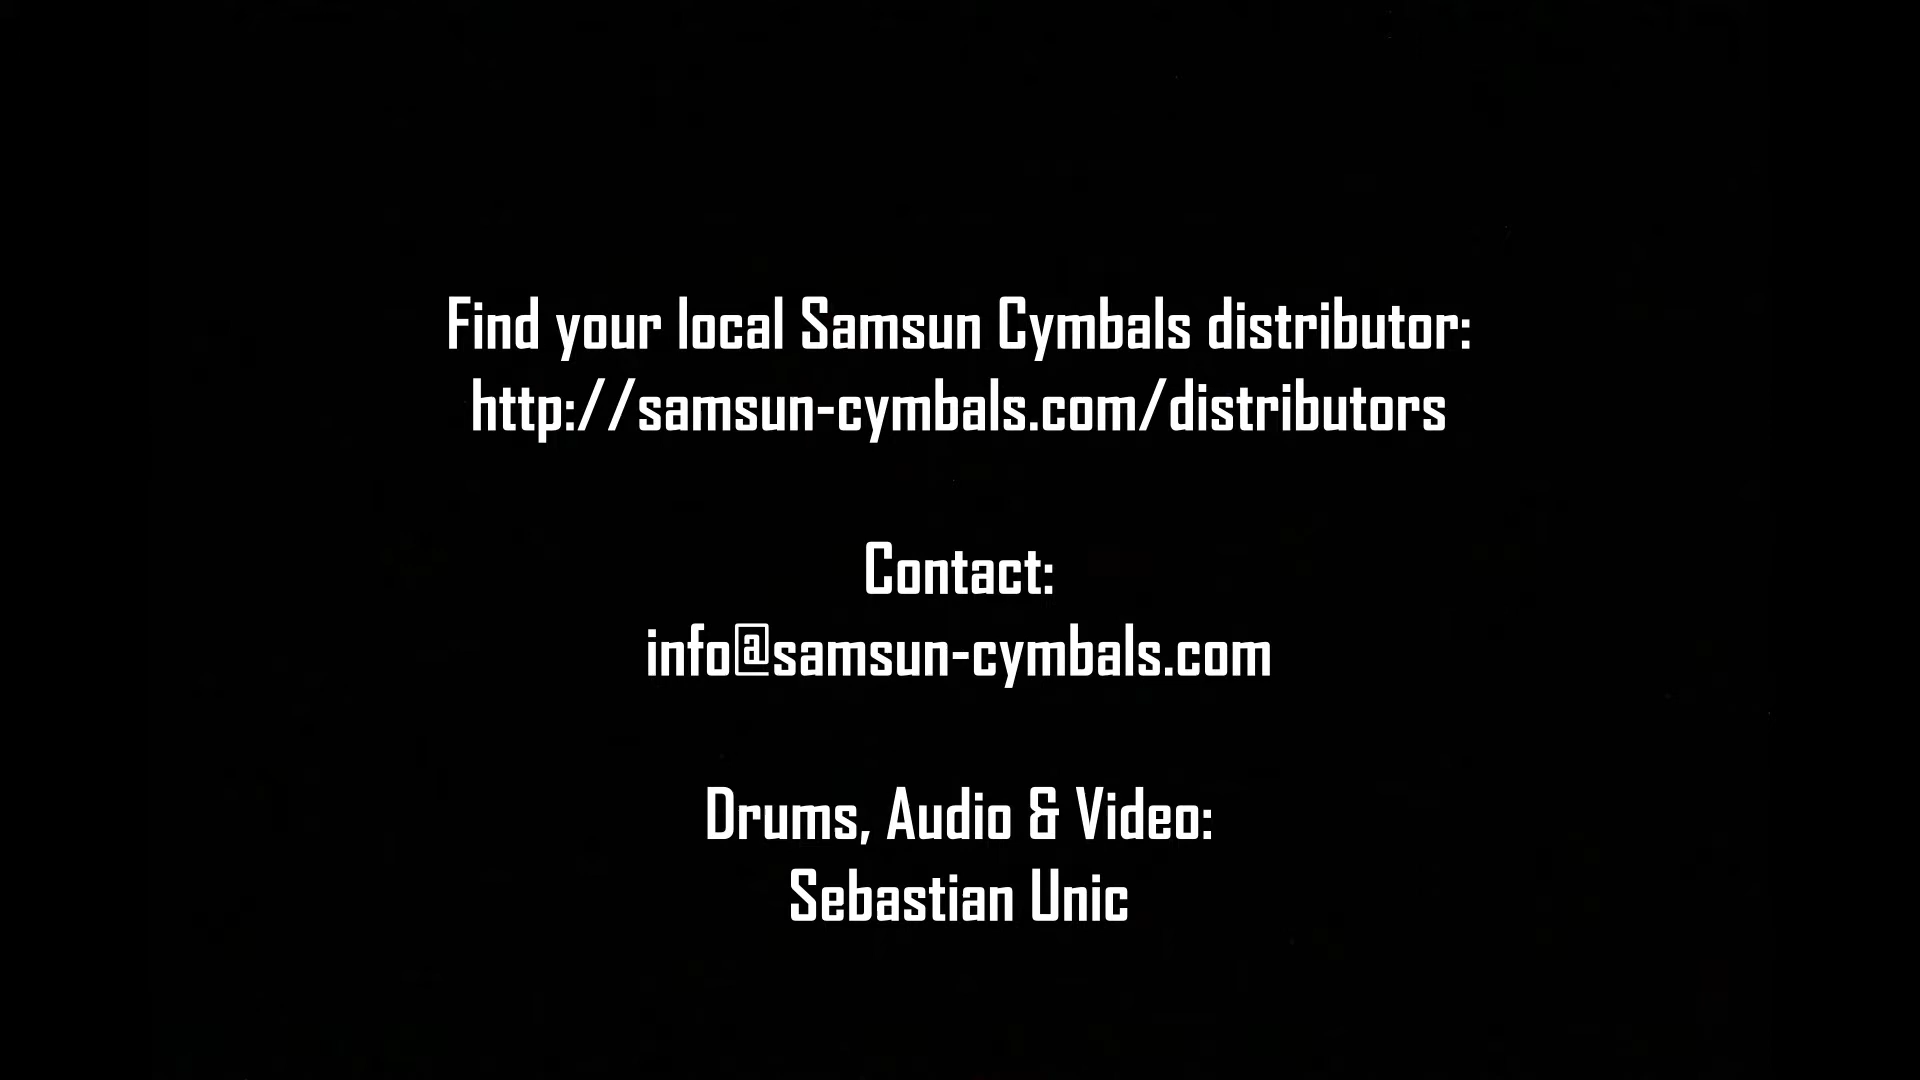 Find your local Samsun Cymbals distributor:
http://samsun-cymbals.com/distributors
Contact:
info@samsun-cymbals.com
Drums, Audio & Video:
Sebastian Unic